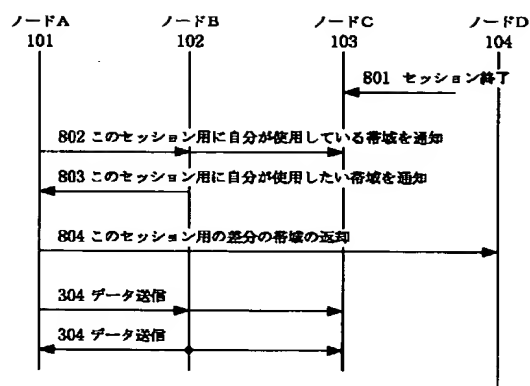 ノードA ノードB ノードC ノードD
101 102 103 104
801 セッション終了
802 このセッション用に自分が使用している帯域を通知
803 このセッション用に自分が使用したい帯域を通知
804 このセッション用の差分の帯域の返却
304 データ送信
304 データ送信